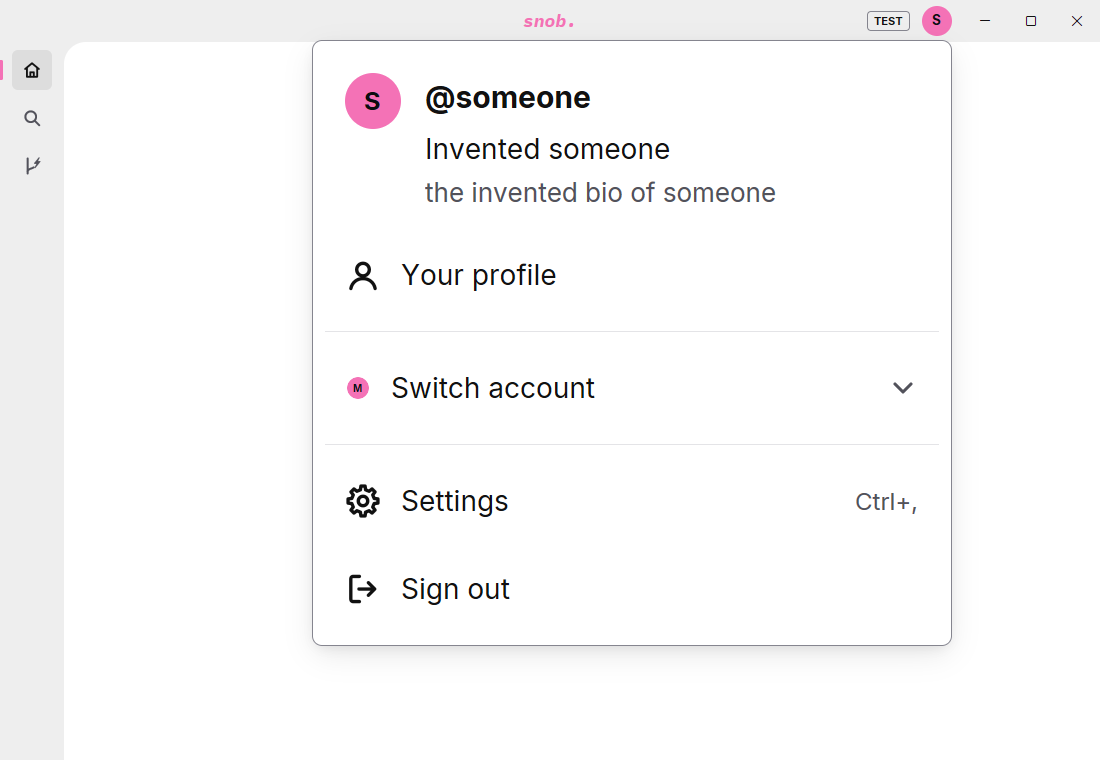 snob.
TEST
S
S
@someone
Invented someone
the invented bio of someone
Your profile
M
Switch account
Settings
Ctrl+,
Sign out